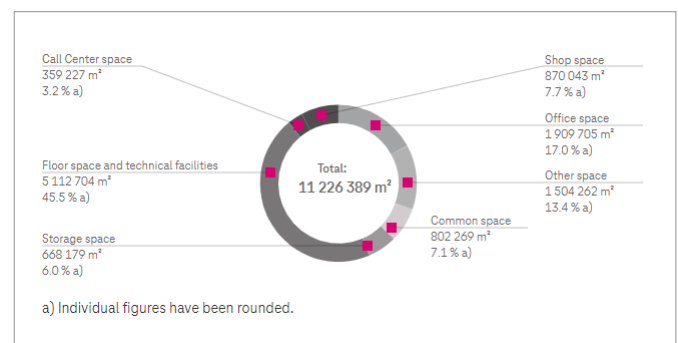 Call Center space
359 227 m²
3.2 % a)
Shop space
870 043 m²
7.7 % a)
Office space
1 909 705 m²
17.0 % a)
Floor space and technical facilities
5 112 704 m²
45.5 % a)
Total:
11 226 389 m²
Other space
1 504 262 m²
13.4 % a)
Common space
802 269 m²
7.1 % a)
Storage space
668 179 m²
6.0 % a)
a) Individual figures have been rounded.